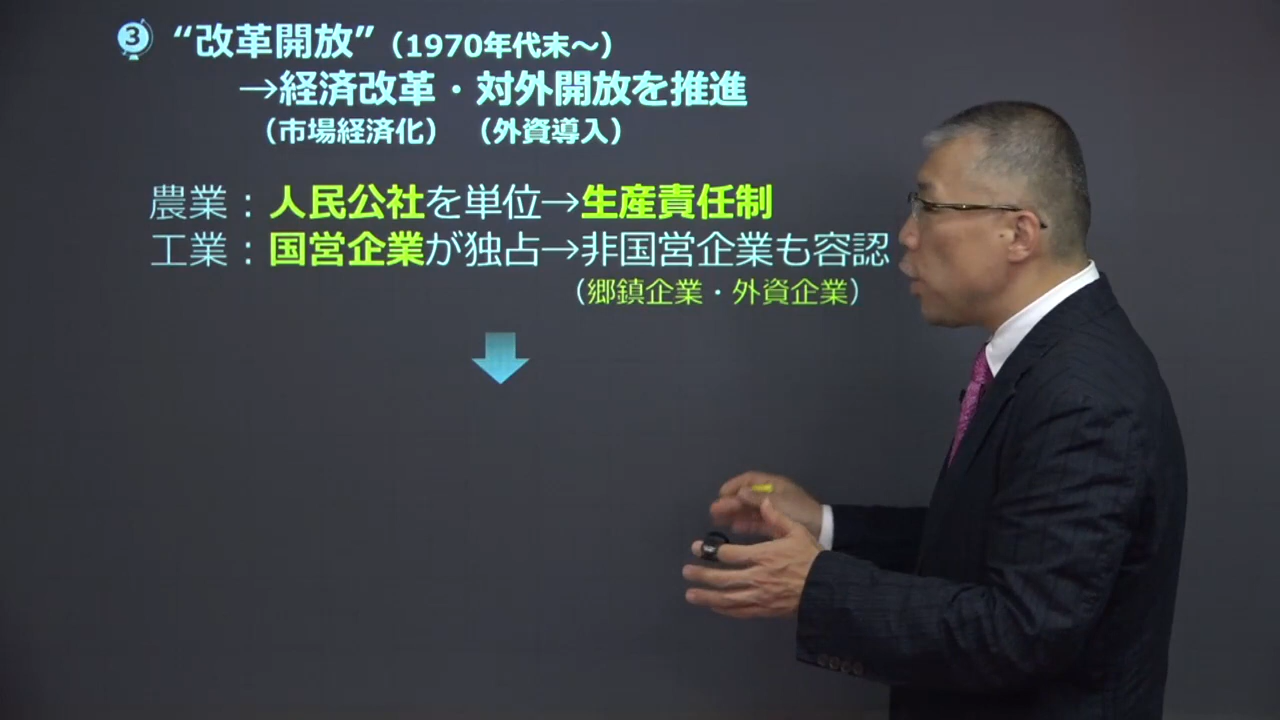 3 “改革開放”（1970年代末～）
→経済改革・対外開放を推進
（市場経済化）　（外資導入）
農業：人民公社を単位→生産責任制
工業：国営企業が独占→非国営企業も容認
（郷鎮企業・外資企業）